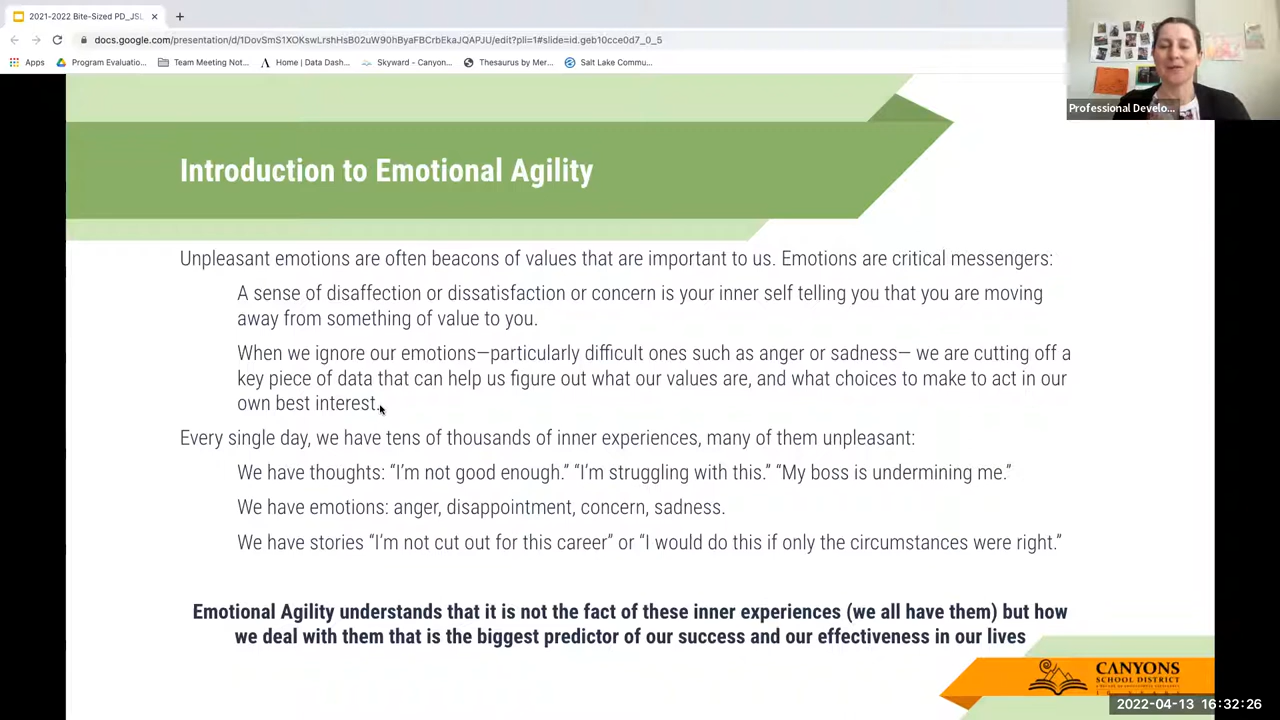 2021-2022 Bite-Sized PD_JSL
docs.google.com/presentation/d/1DovSmS1XOKswLrshHsB02uW90hByaFBCrbEkaJQAPJU/edit?pli=1#slide=id.geb10cce0d7_0_5
Apps Program Evaluatio... Team Meeting Not... Home | Data Dash... Skyward - Canyon... Thesaurus by Mer... Salt Lake Commu...
Professional Develo...
Introduction to Emotional Agility
Unpleasant emotions are often beacons of values that are important to us. Emotions are critical messengers:
A sense of disaffection or dissatisfaction or concern is your inner self telling you that you are moving
away from something of value to you.
When we ignore our emotions—particularly difficult ones such as anger or sadness— we are cutting off a
key piece of data that can help us figure out what our values are, and what choices to make to act in our
own best interest.
Every single day, we have tens of thousands of inner experiences, many of them unpleasant:
We have thoughts: “I’m not good enough.” “I’m struggling with this.” “My boss is undermining me.”
We have emotions: anger, disappointment, concern, sadness.
We have stories “I’m not cut out for this career” or “I would do this if only the circumstances were right.”
Emotional Agility understands that it is not the fact of these inner experiences (we all have them) but how
we deal with them that is the biggest predictor of our success and our effectiveness in our lives
CANYONS
SCHOOL DISTRICT
2022-04-13 16:32:26